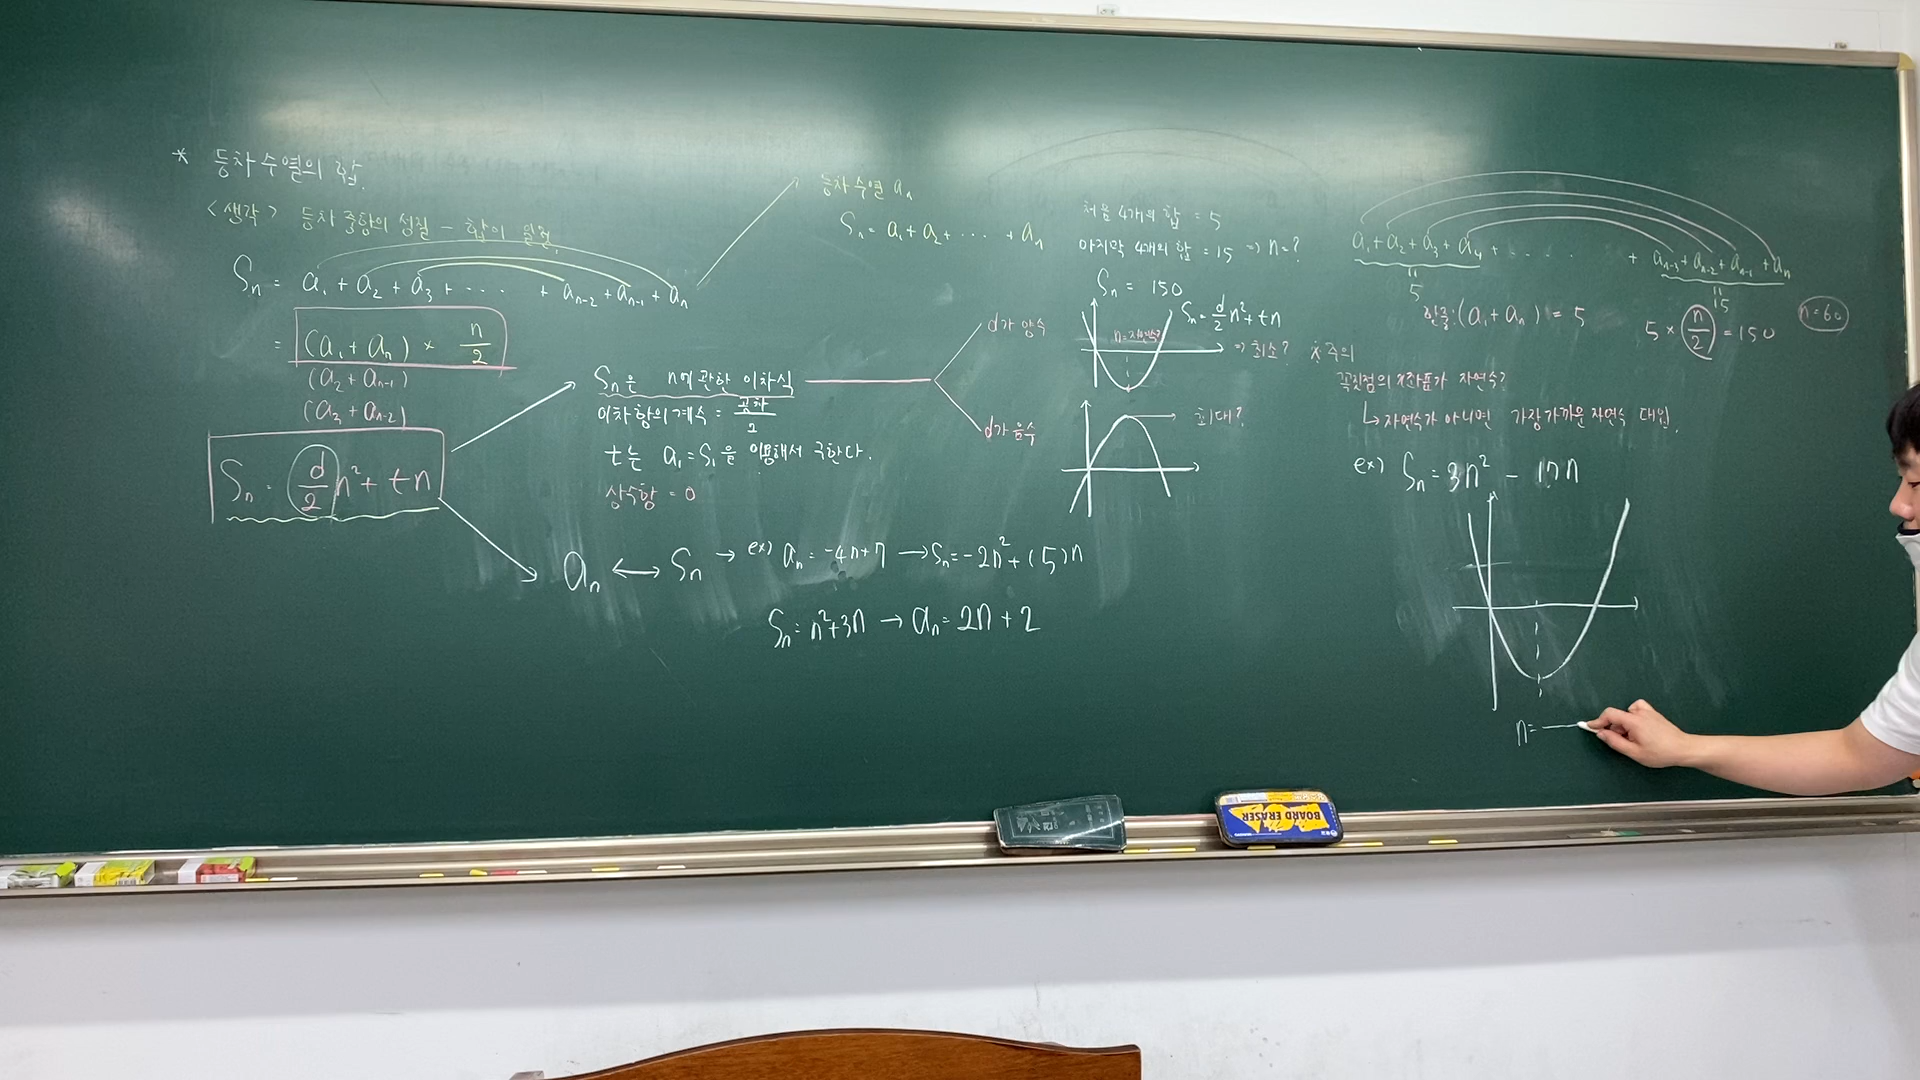 * 등차수열의 합.
<생각> 등차중항의 성질 - 합이 일정.
Sₙ = a₁ + a₂ + a₃ + ···· + aₙ₋₂ + aₙ₋₁ + aₙ
= (a₁ + aₙ) × n/2
(a₂ + aₙ₋₁)
(a₃ + aₙ₋₂)
Sₙ = d/2 n² + tn
Sₙ은 n에 관한 이차식
이차항의 계수 = 공차/2
t는 a₁ = S₁을 이용해서 구한다.
상수항 = 0
aₙ ↔ Sₙ → ex) aₙ = -4n+7 → Sₙ = -2n² + (5)n
Sₙ = n²+3n → aₙ = 2n + 2
등차수열 aₙ
Sₙ = a₁ + a₂ + ···· + aₙ
처음 4개의 합 = 5
마지막 4개의 합 = 15 ⇒ n = ?
Sₙ = 150
a₁ + a₂ + a₃ + a₄ + ····· + aₙ₋₃ + aₙ₋₂ + aₙ₋₁ + aₙ
5
15
한쌍:(a₁ + aₙ) = 5
5 × (n/2) = 150
n=60
d가 양수
d가 음수
Sₙ = d/2 n² + tn
n=자연수?
⇒ 최소?
최대?
※주의
꼭짓점의 x좌표가 자연수?
↳ 자연수가 아니면 가장 가까운 자연수 대입.
ex) Sₙ = 3n² - 17n
n =
BOARD ERASER